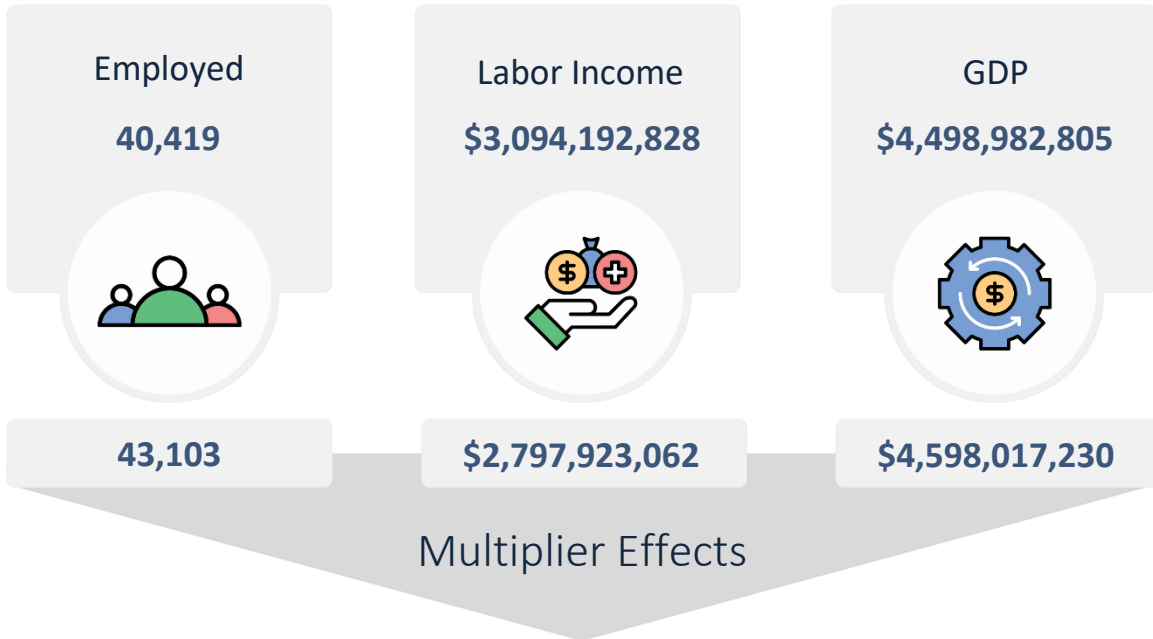 Employed
40,419
Labor Income
$3,094,192,828
GDP
$4,498,982,805
$
$
43,103
$2,797,923,062
$4,598,017,230
Multiplier Effects